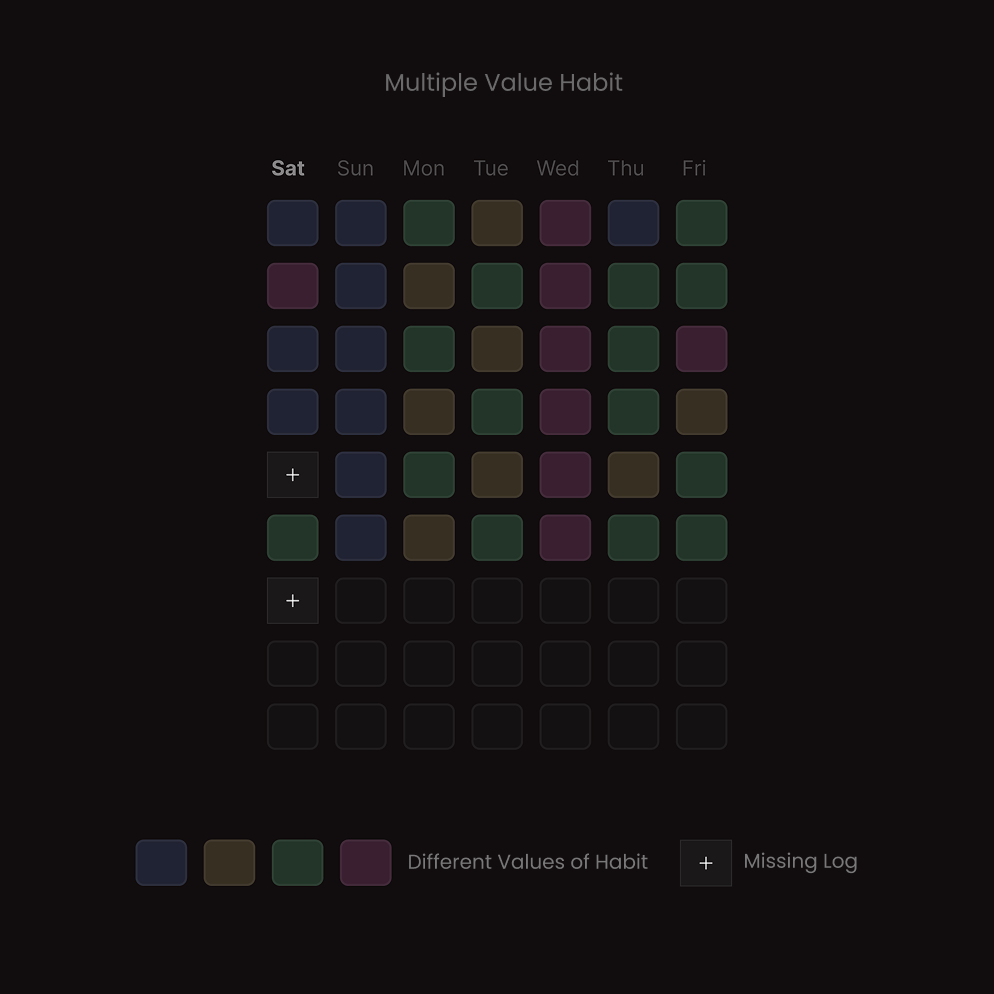 Multiple Value Habit
Sat Sun Mon Tue Wed Thu Fri
+
+
Different Values of Habit + Missing Log